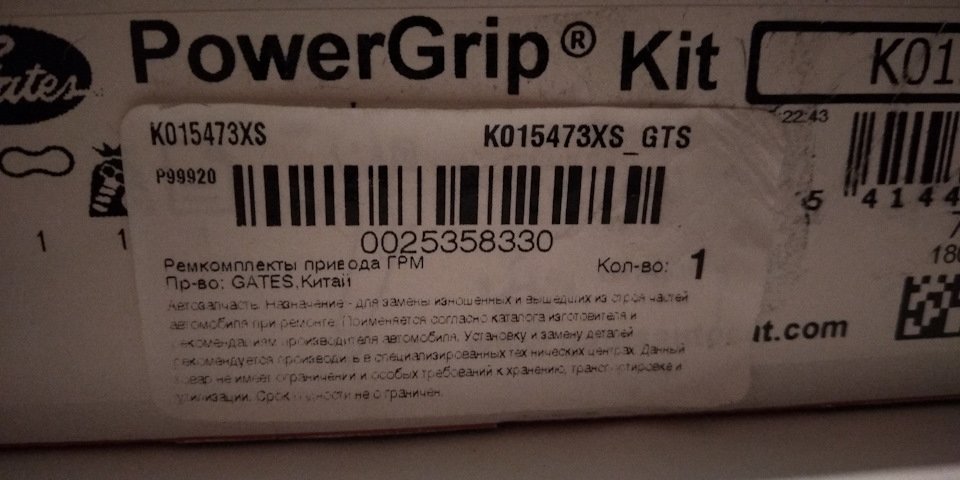 Gates
PowerGrip® Kit
K01
K015473XS K015473XS_GTS
22:43
P99920
5 4144
0025358330
1 1
Ремкомплекты привода ГРМ Кол-во: 1
Пр-во: GATES,Китай
180
Автозапчасть. Назначение - для замены изношенных и вышедших из строя частей
автомобиля при ремонте. Применяется согласно каталога изготовителя и
рекомендациям производителя автомобиля. Установку и замену деталей
рекомендуется производить в специализированных технических центрах. Данный
товар не имеет ограничений и особых требований к хранению, транспортировке и
утилизации. Срок годности не ограничен.
ut.com